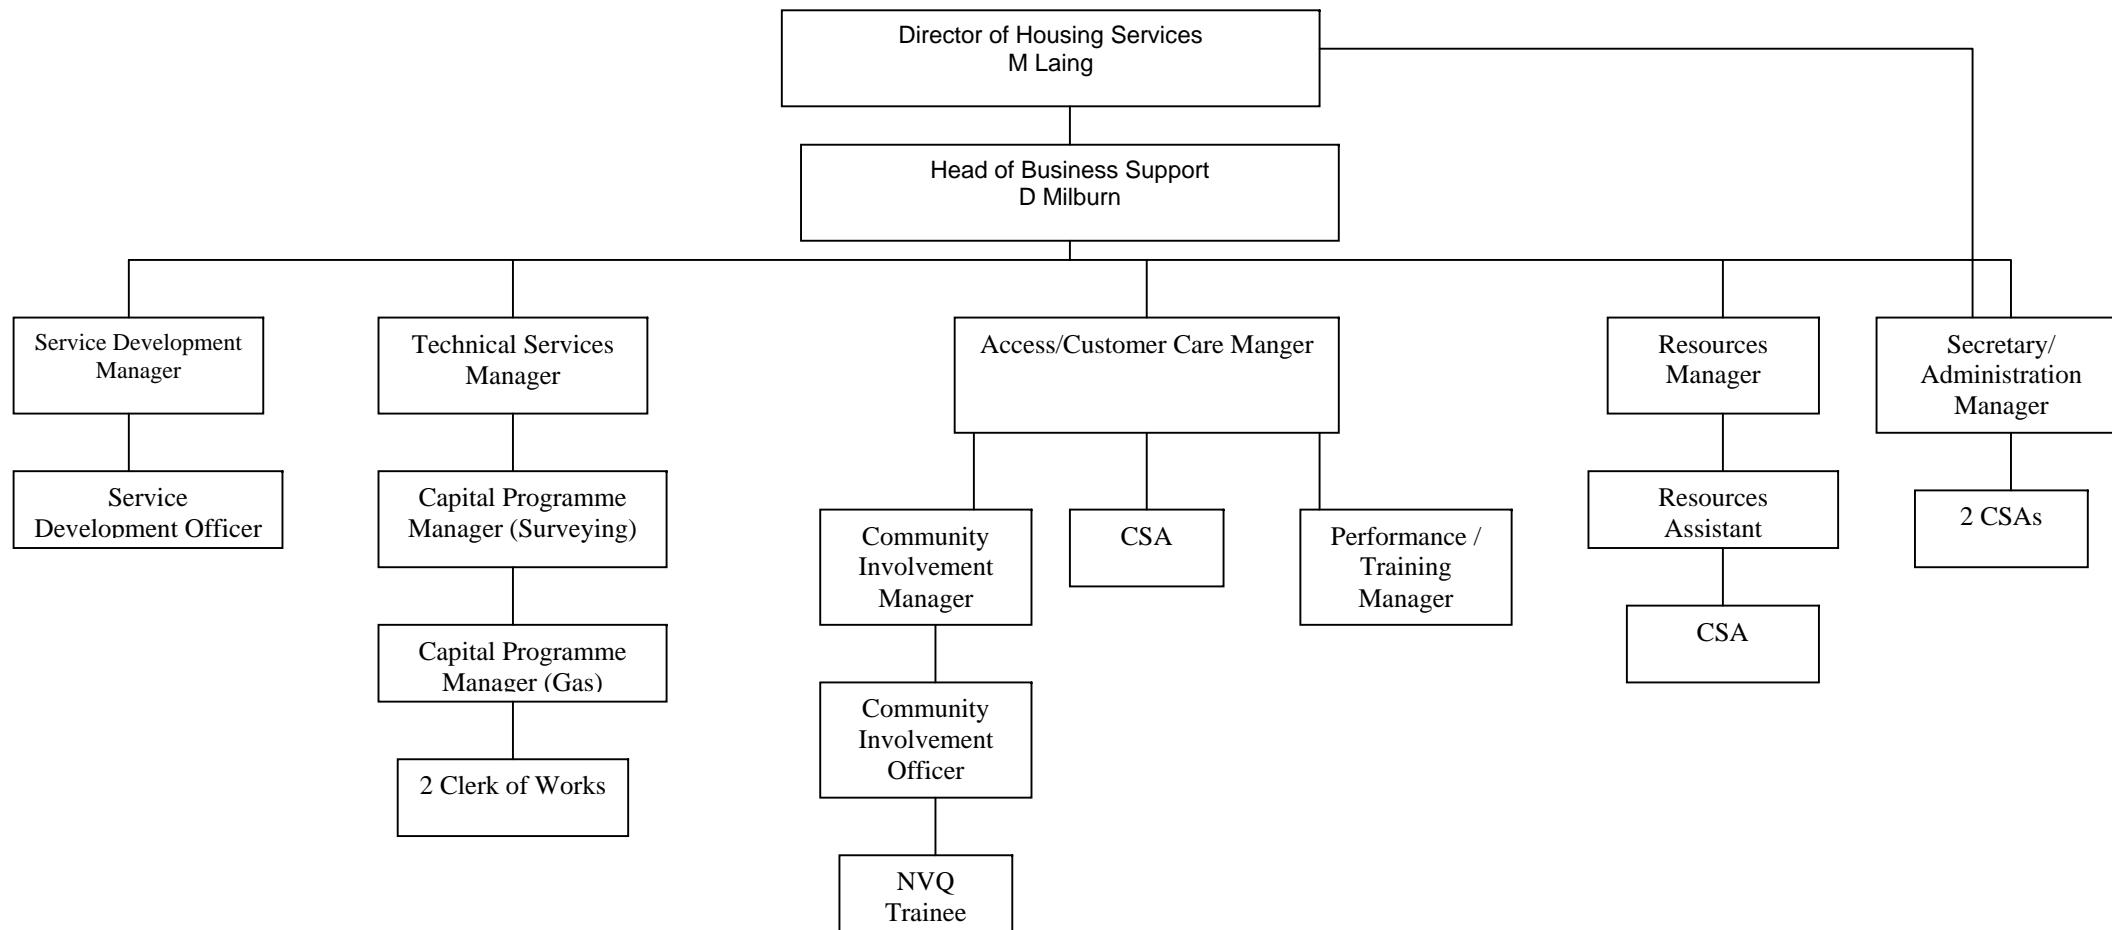 Director of Housing Services
M Laing
Head of Business Support
D Milburn
Service Development
Manager
Technical Services
Manager
Access/Customer Care Manger
Resources
Manager
Secretary/
Administration
Manager
Service
Development Officer
Capital Programme
Manager (Surveying)
Community
Involvement
Manager
CSA
Performance /
Training
Manager
Resources
Assistant
2 CSAs
Capital Programme
Manager (Gas)
CSA
Community
Involvement
Officer
2 Clerk of Works
NVQ
Trainee